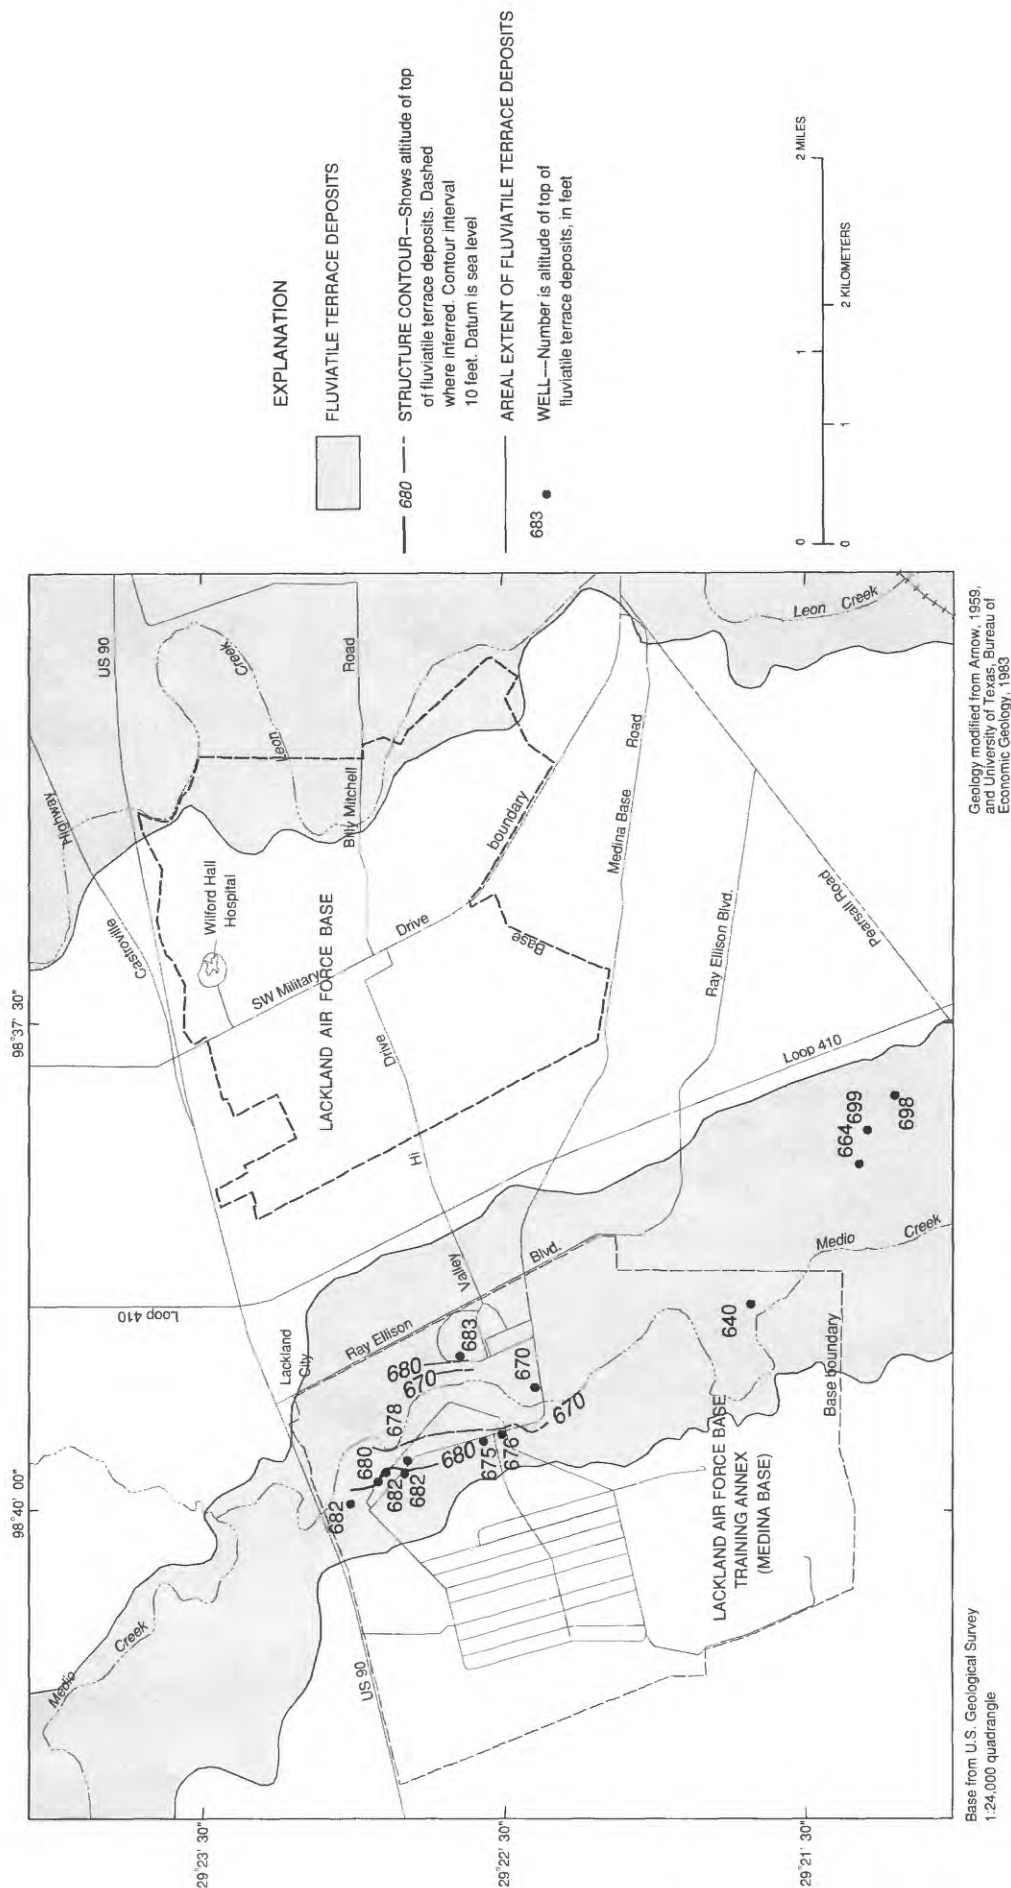 98°40' 00"
98°37' 30"
29°23' 30"
29°22' 30"
29°21' 30"
Medio
Creek
US 90
Loop 410
Lackland
City
Ray Ellison
Blvd.
Valley
Hi
Drive
Castroville
Highway
US 90
Wilford Hall
Hospital
SW Military
Drive
LACKLAND AIR FORCE BASE
Billy Mitchell
Road
Leon
Creek
Base
boundary
Medina Base
Road
Ray Ellison Blvd.
Pearsall Road
Loop 410
Leon Creek
Medio
Creek
Base boundary
LACKLAND AIR FORCE BASE
TRAINING ANNEX
(MEDINA BASE)
682
680
682
682
678
680
670
683
680
675
676
670
670
640
664
699
698
Base from U.S. Geological Survey
1:24,000 quadrangle
Geology modified from Arnow, 1959,
and University of Texas, Bureau of
Economic Geology, 1983
EXPLANATION
FLUVIATILE TERRACE DEPOSITS
680
STRUCTURE CONTOUR—Shows altitude of top
of fluviatile terrace deposits. Dashed
where inferred. Contour interval
10 feet. Datum is sea level
AREAL EXTENT OF FLUVIATILE TERRACE DEPOSITS
683
WELL—Number is altitude of top of
fluviatile terrace deposits, in feet
0 1 2 MILES
0 1 2 KILOMETERS